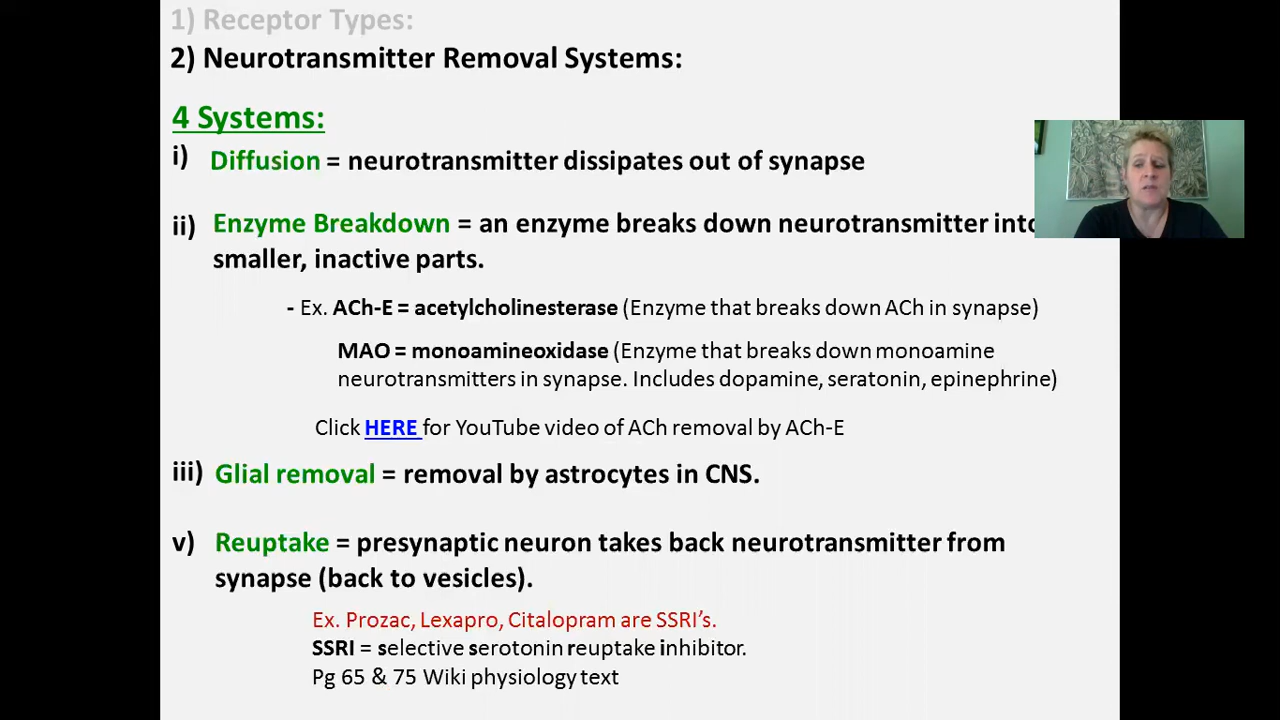 1) Receptor Types:
2) Neurotransmitter Removal Systems:
4 Systems:
i) Diffusion = neurotransmitter dissipates out of synapse
ii) Enzyme Breakdown = an enzyme breaks down neurotransmitter into
smaller, inactive parts.
- Ex. ACh-E = acetylcholinesterase (Enzyme that breaks down ACh in synapse)
MAO = monoamineoxidase (Enzyme that breaks down monoamine
neurotransmitters in synapse. Includes dopamine, seratonin, epinephrine)
Click HERE for YouTube video of ACh removal by ACh-E
iii) Glial removal = removal by astrocytes in CNS.
v) Reuptake = presynaptic neuron takes back neurotransmitter from
synapse (back to vesicles).
Ex. Prozac, Lexapro, Citalopram are SSRI’s.
SSRI = selective serotonin reuptake inhibitor.
Pg 65 & 75 Wiki physiology text